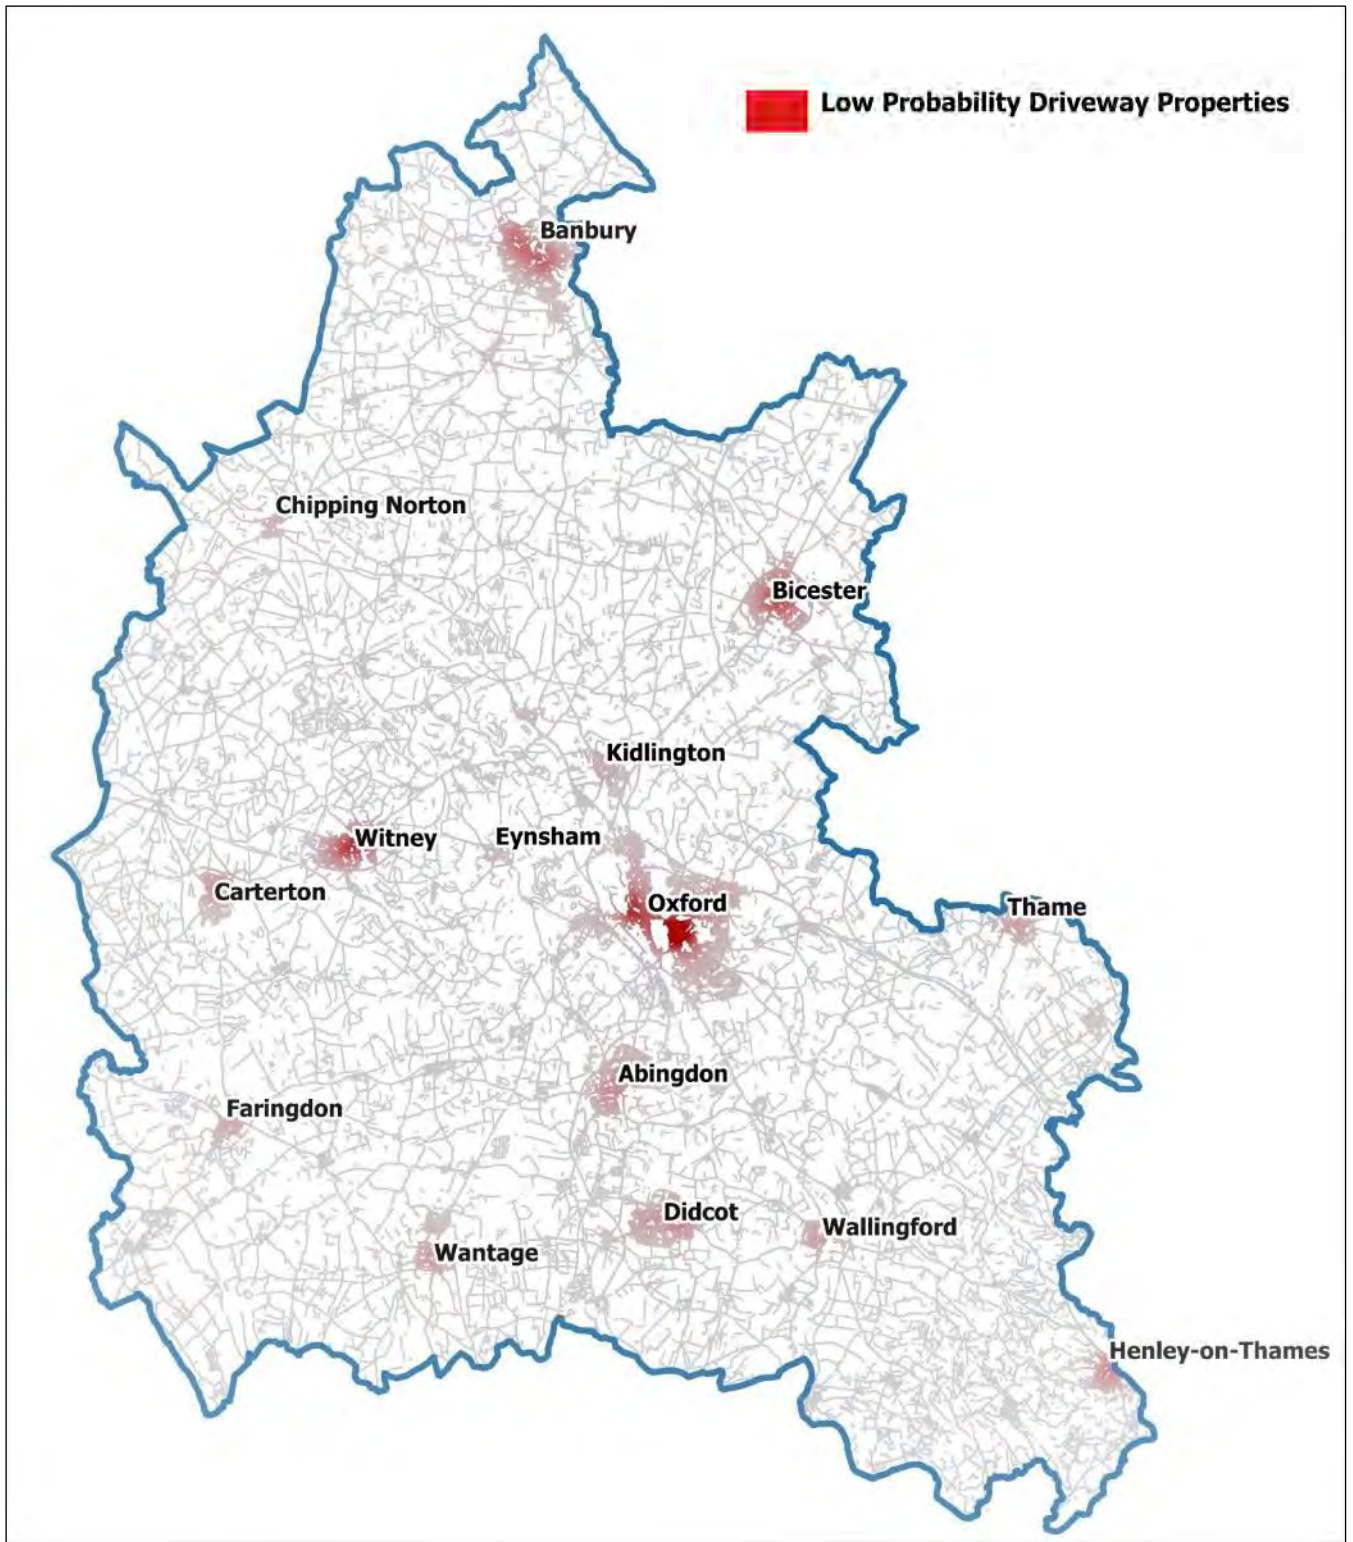 Low Probability Driveway Properties
Banbury
Chipping Norton
Bicester
Kidlington
Witney
Eynsham
Carterton
Oxford
Thame
Abingdon
Faringdon
Didcot
Wallingford
Wantage
Henley-on-Thames